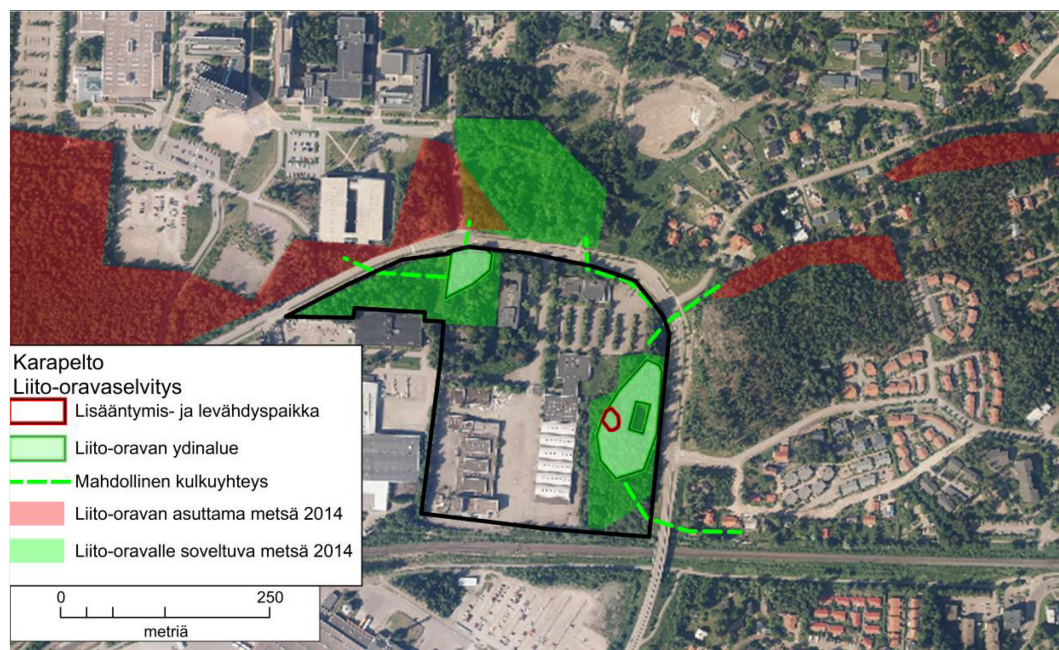 Karapelto
Liito-oravaselvitys
Lisääntymis- ja levähdyspaikka
Liito-oravan ydinalue
Mahdollinen kulkuyhteys
Liito-oravan asuttama metsä 2014
Liito-oravalle soveltuva metsä 2014
0 250
metriä